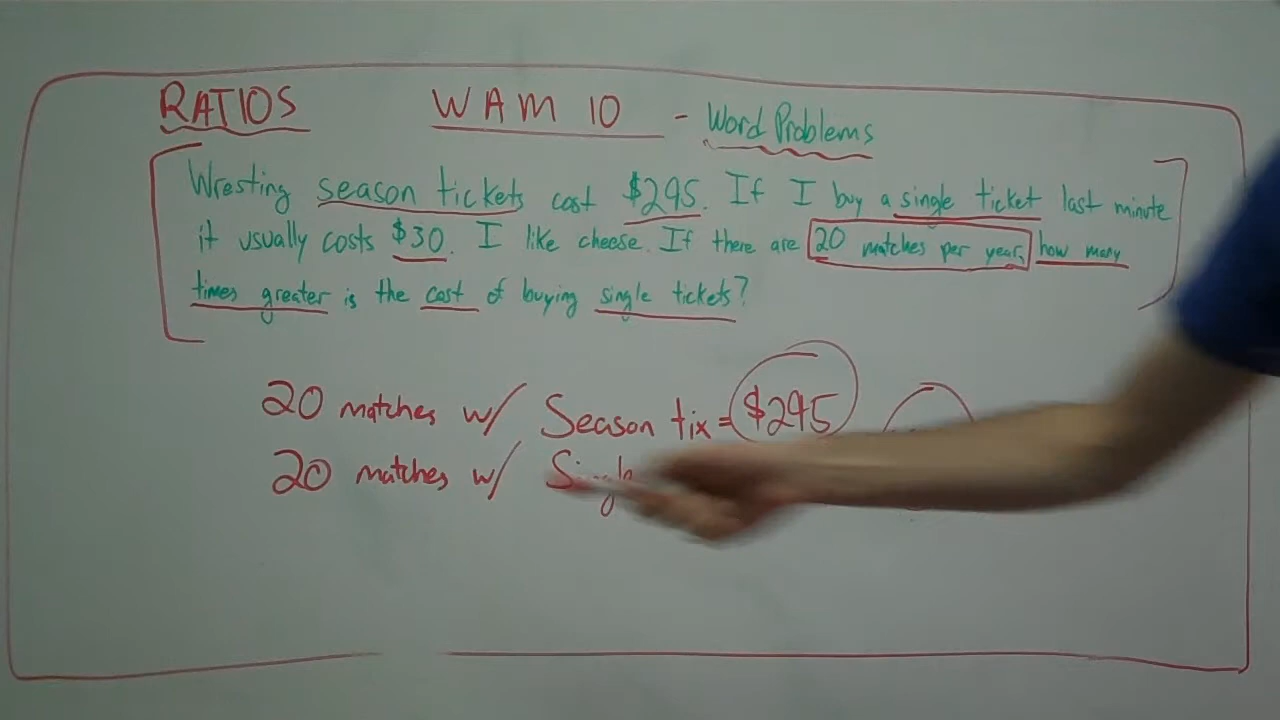 RATIOS WAM 10 - Word Problems
Wresting season tickets cost $295. If I buy a single ticket last minute
it usually costs $30. I like cheese. If there are 20 matches per year, how many
times greater is the cost of buying single tickets?
20 matches w/ Season tix = $295
20 matches w/ Single